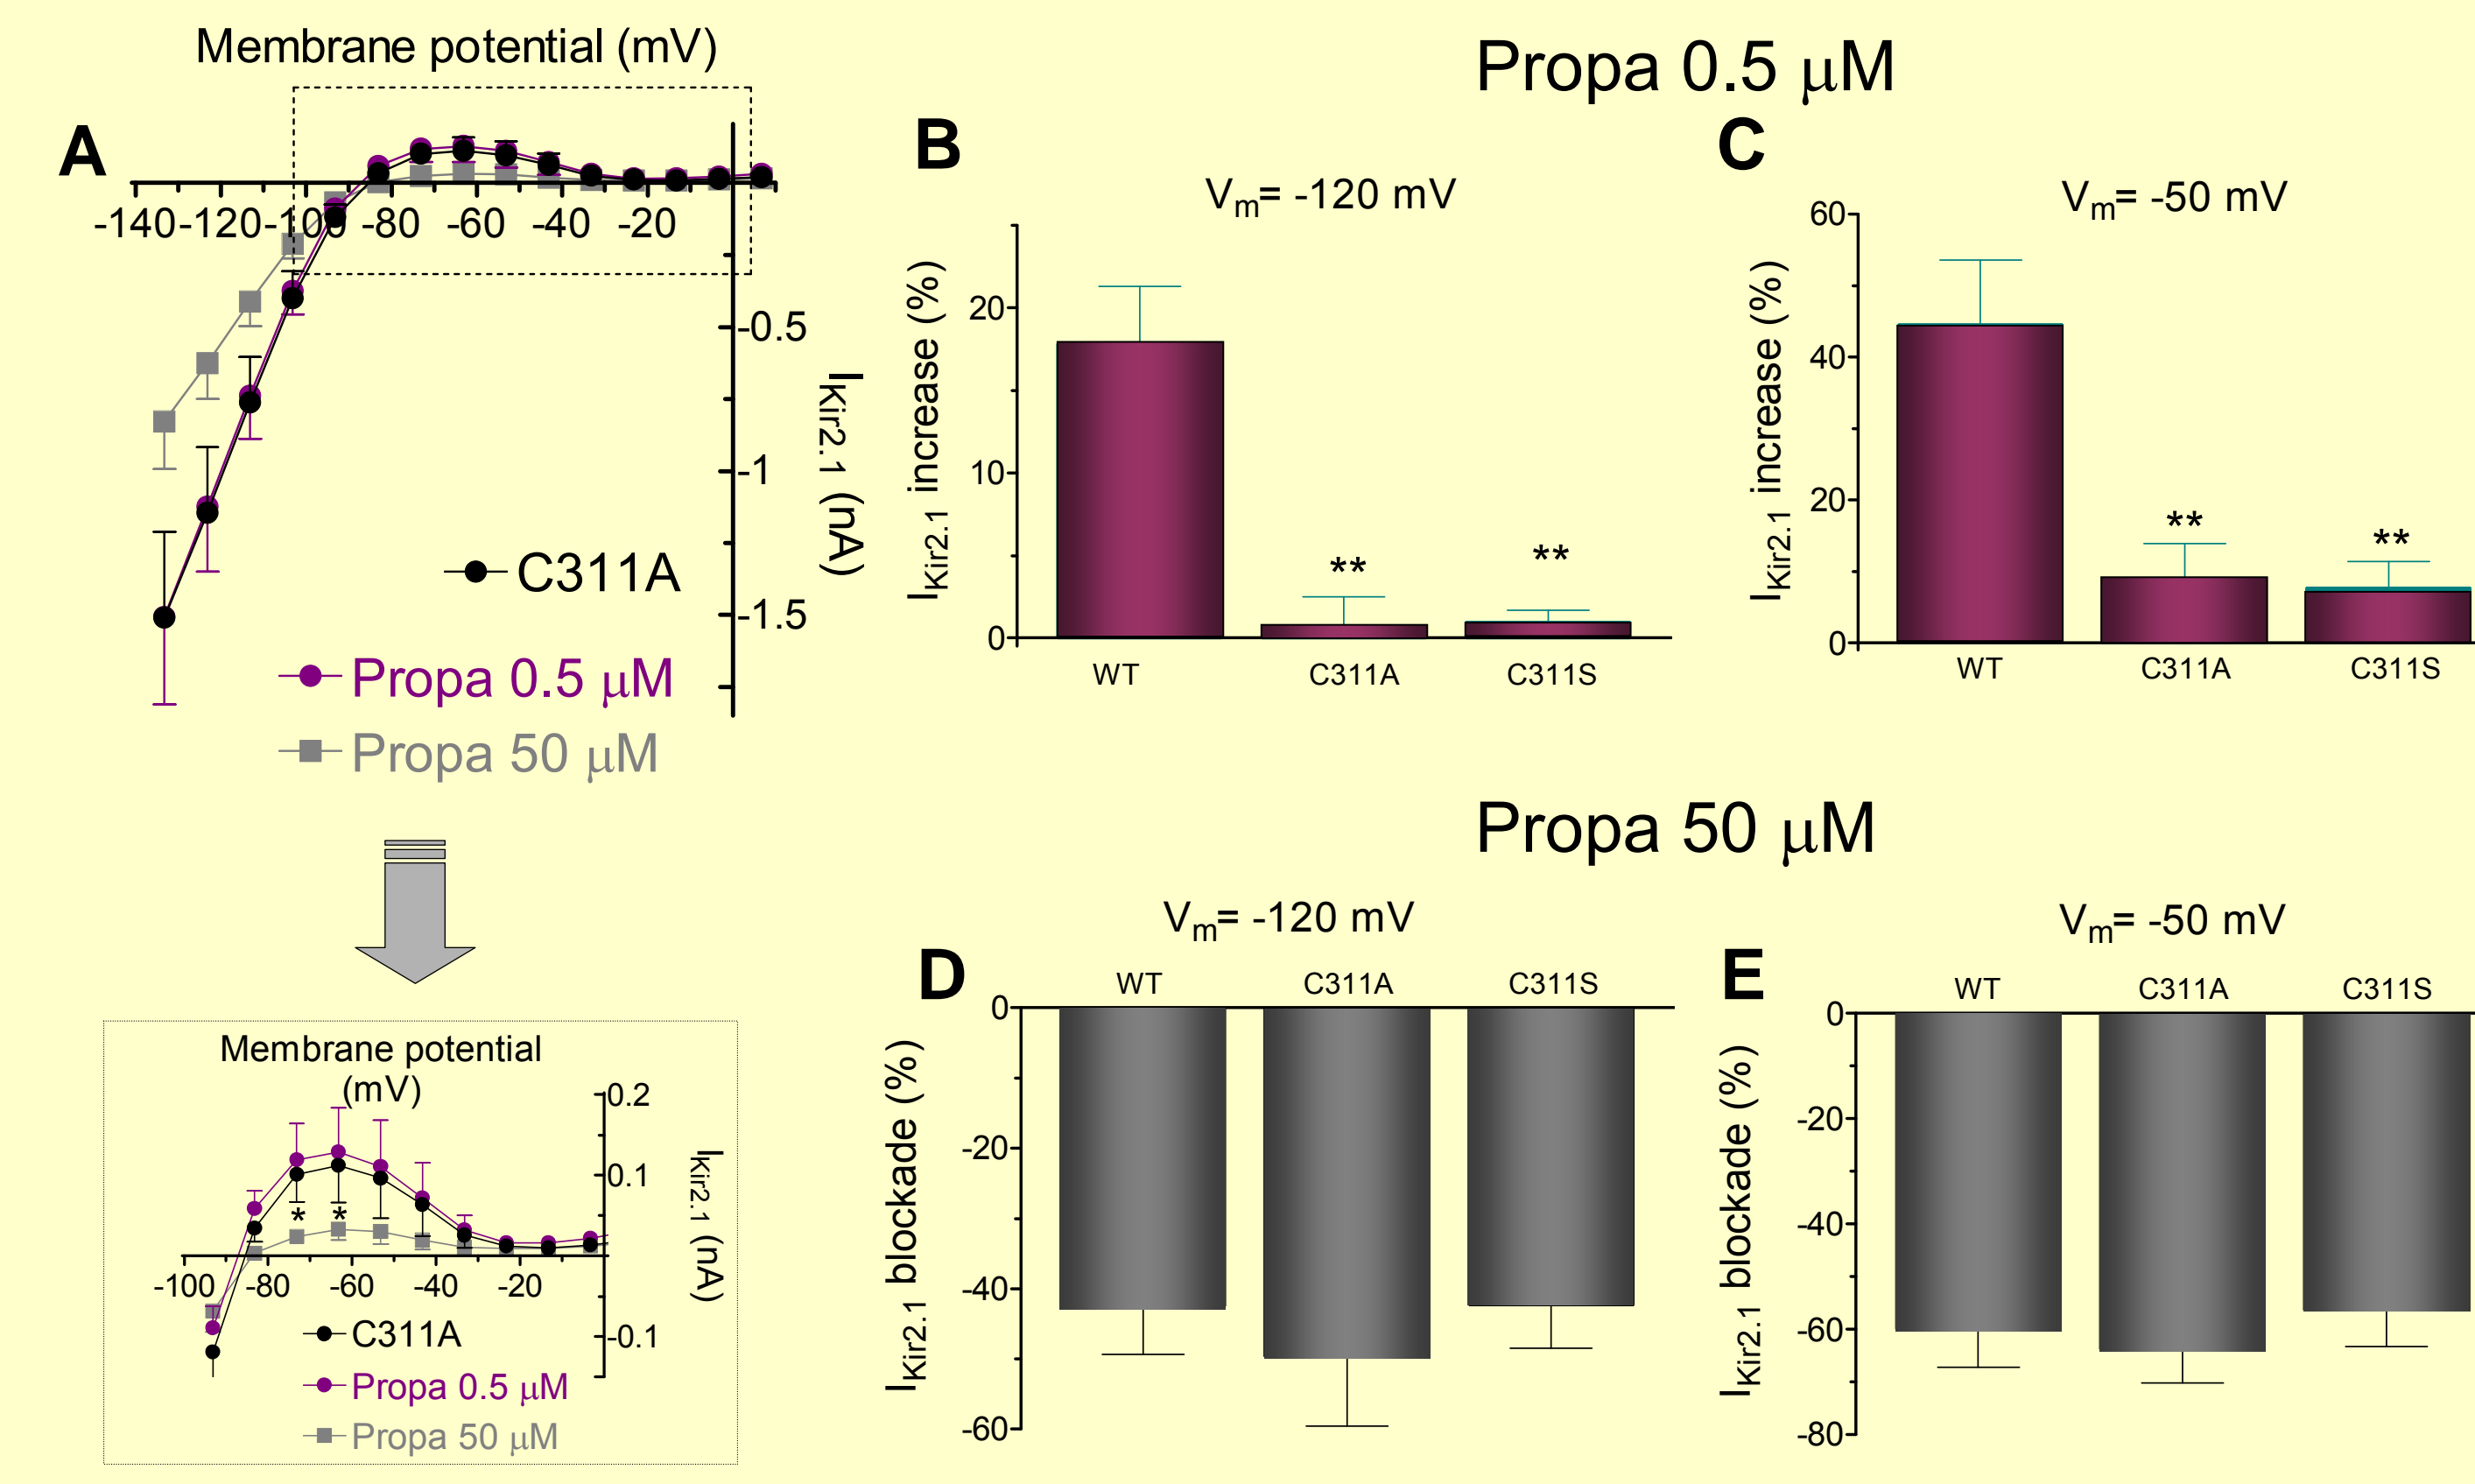 Membrane potential (mV)
A
-140
-120
-100
-80
-60
-40
-20
-0.5
-1
-1.5
IKir2.1 (nA)
C311A
Propa 0.5 μM
Propa 50 μM
Membrane potential
(mV)
0.2
0.1
-0.1
IKir2.1 (nA)
* *
-100
-80
-60
-40
-20
C311A
Propa 0.5 μM
Propa 50 μM
Propa 0.5 μM
B
Vm= -120 mV
IKir2.1 increase (%)
20
10
0
** **
WT C311A C311S
C
Vm= -50 mV
IKir2.1 increase (%)
60
40
20
0
** **
WT C311A C311S
Propa 50 μM
Vm= -120 mV
D
WT C311A C311S
IKir2.1 blockade (%)
0
-20
-40
-60
Vm= -50 mV
E
WT C311A C311S
IKir2.1 blockade (%)
0
-20
-40
-60
-80